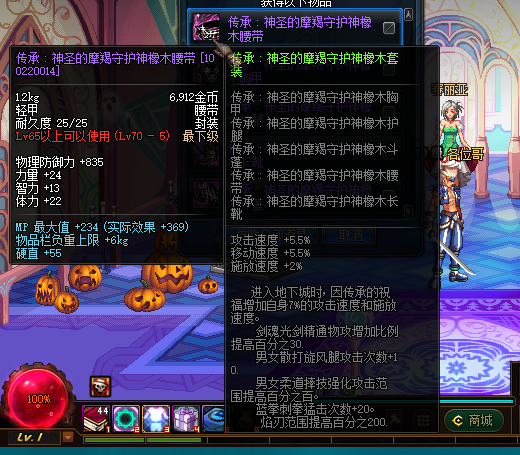 获得以下物品
传承：神圣的摩羯守护神橡
木腰带
传承：神圣的摩羯守护神橡木腰带 [10
0220014]
1.2kg
6,912金币
轻甲
腰带
耐久度 25/25
封装
Lv65以上可以使用 (Lv70 - 5)
最下级
物理防御力 +835
力量 +24
智力 +13
体力 +22
MP 最大值 +234 (实际效果 +369)
物品栏负重上限 +6kg
硬直 +55
传承：神圣的摩羯守护神橡木套
装
传承：神圣的摩羯守护神橡木胸
甲
传承：神圣的摩羯守护神橡木护
腿
传承：神圣的摩羯守护神橡木斗
蓬
传承：神圣的摩羯守护神橡木腰
带
传承：神圣的摩羯守护神橡木长
靴
攻击速度 +5.5%
移动速度 +5.5%
施放速度 +2%
进入地下城时，因传承的祝
福增加自身7%的攻击速度和施放
速度。
剑魂光剑精通物攻增加比例
提高百分之30.
男女散打旋风腿攻击次数+1
0.
男女柔道摔技强化攻击范
围提高百分之百。
蓝拳刺拳猛击次数+20。
焰刃范围提高百分之200.
各位哥
100%
Lv.1
44
2
2
3
4
商城